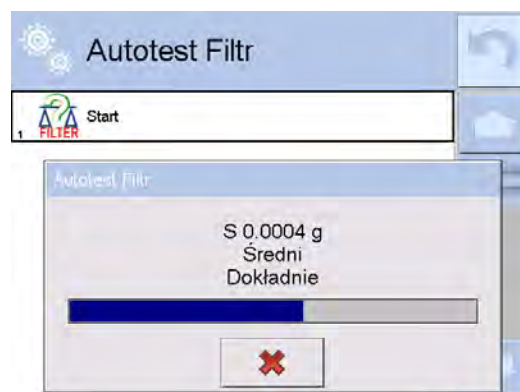 Autotest Filtr
1 FILTER Start
Autotest Filtr
S 0.0004 g
Średni
Dokładnie